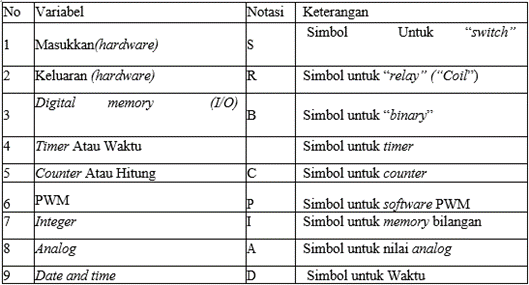 No Variabel Notasi Keterangan
1 Masukkan(hardware) S Simbol Untuk “switch”
2 Keluaran (hardware) R Simbol untuk “relay” (“Coil”)
3 Digital memory (I/O) B Simbol untuk “binary”
4 Timer Atau Waktu Simbol untuk timer
5 Counter Atau Hitung C Simbol untuk counter
6 PWM P Simbol untuk software PWM
7 Integer I Simbol untuk memory bilangan
8 Analog A Simbol untuk nilai analog
9 Date and time D Simbol untuk Waktu